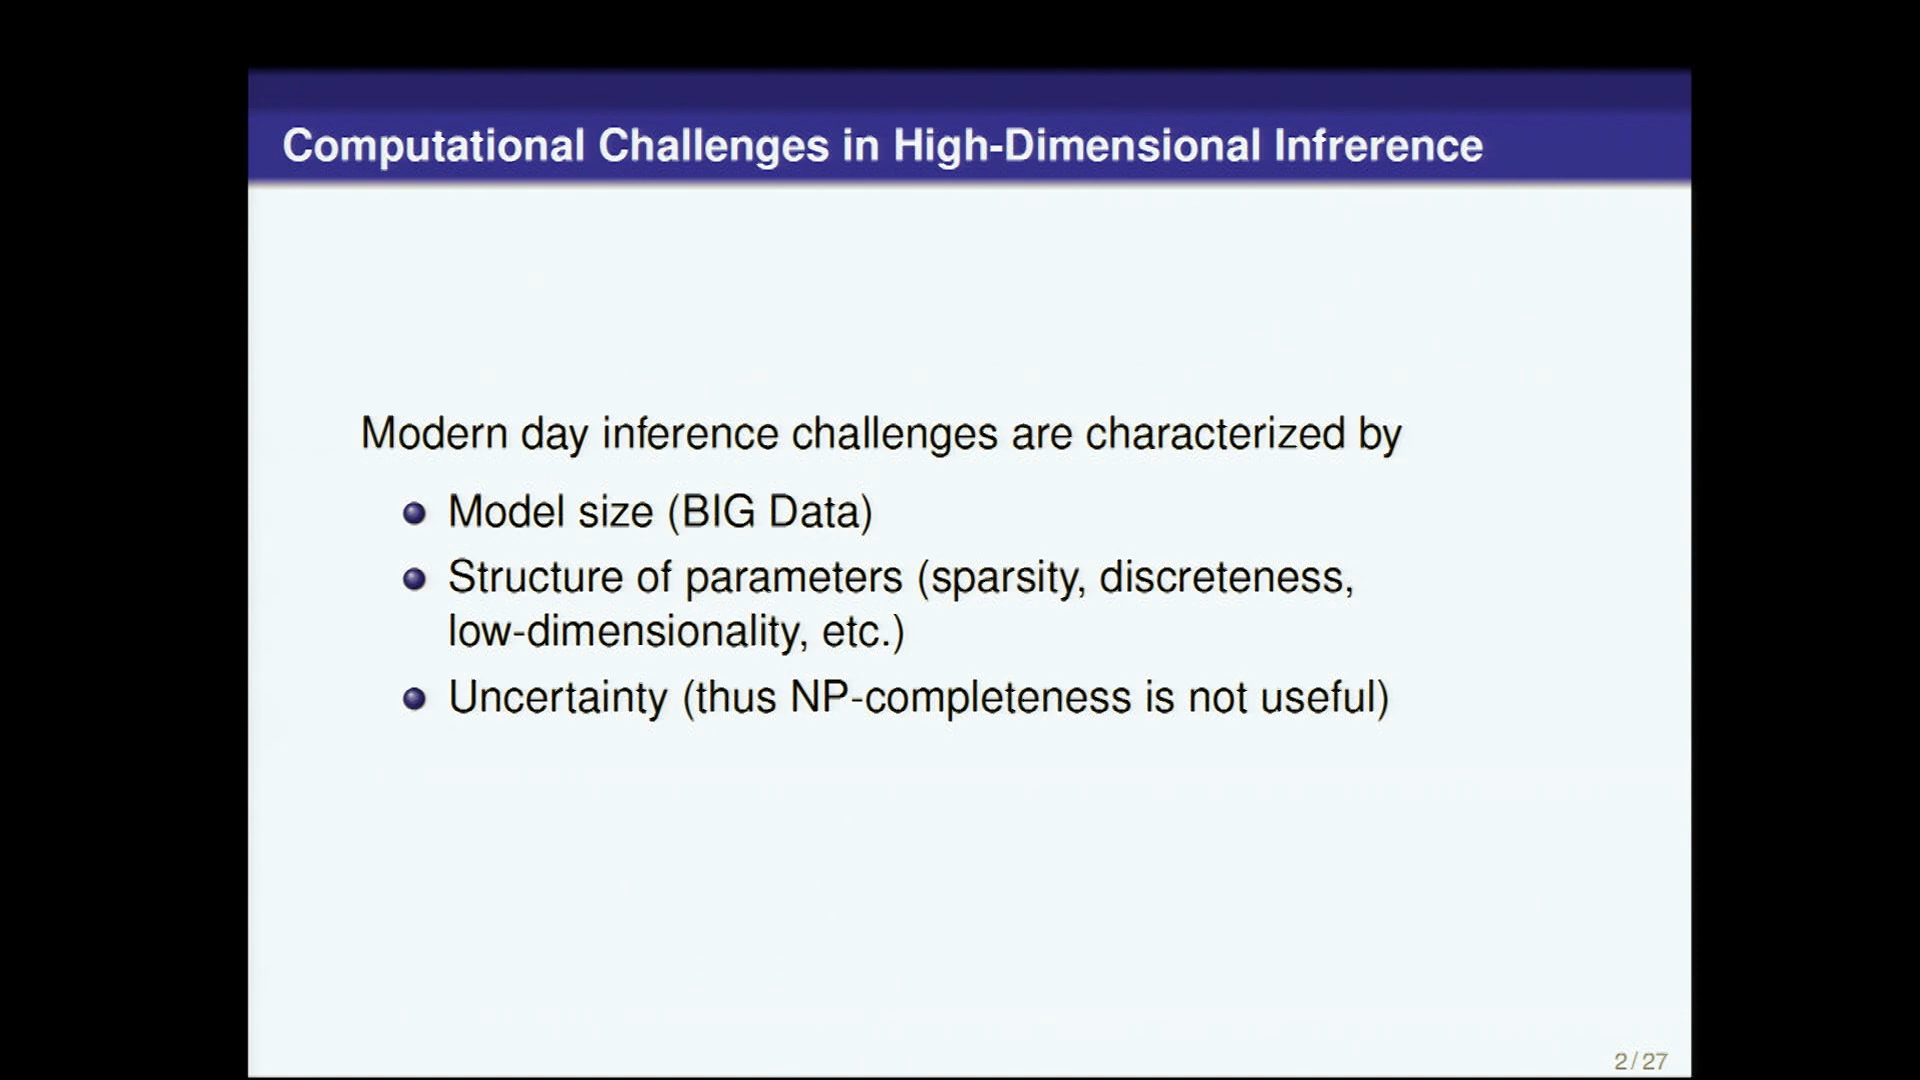 Computational Challenges in High-Dimensional Infrerence
Modern day inference challenges are characterized by
Model size (BIG Data)
Structure of parameters (sparsity, discreteness,
low-dimensionality, etc.)
Uncertainty (thus NP-completeness is not useful)
2 / 27